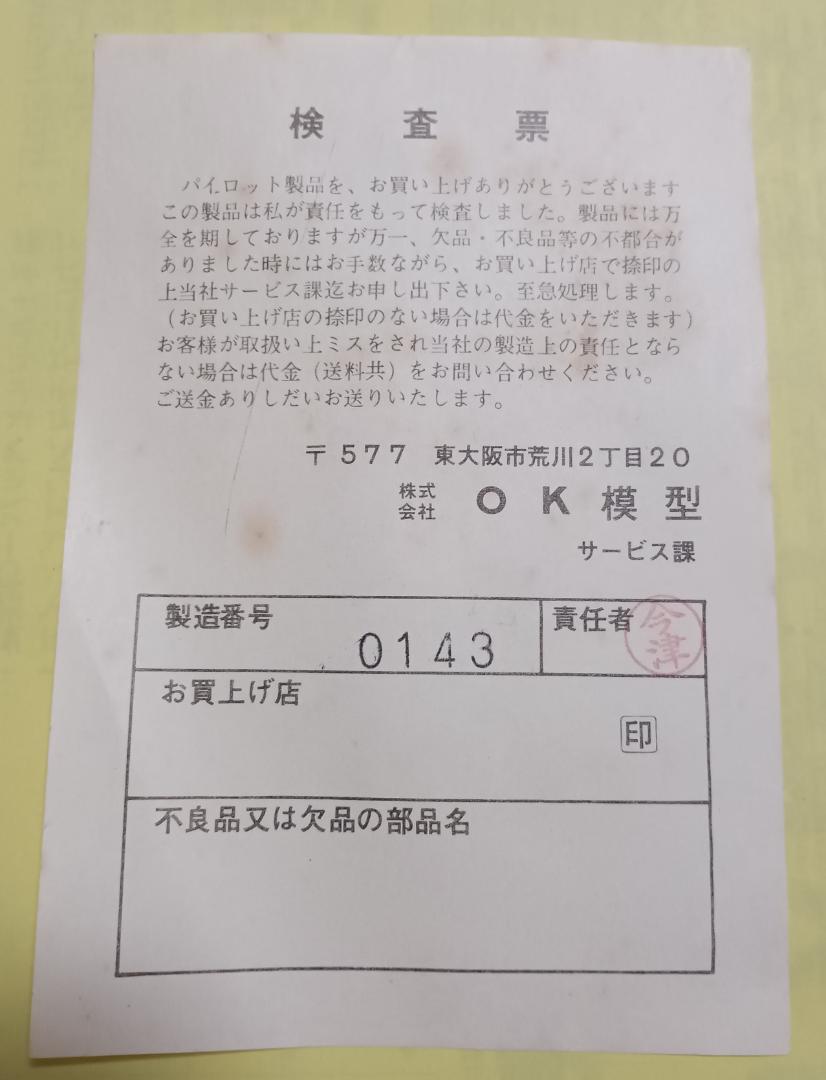 検査票
パイロット製品を、お買い上げありがとうございます
この製品は私が責任をもって検査しました。製品には万
全を期しておりますが万一、欠品・不良品等の不都合が
ありました時にはお手数ながら、お買い上げ店で捺印の
上当社サービス課迄お申し出下さい。至急処理します。
(お買い上げ店の捺印のない場合は代金をいただきます)
お客様が取扱い上ミスをされ当社の製造上の責任となら
ない場合は代金(送料共)をお問い合わせください。
ご送金ありしだいお送りいたします。
〒577 東大阪市荒川2丁目20
株式会社 OK模型
サービス課
製造番号 0143 責任者 今津
お買上げ店
印
不良品又は欠品の部品名